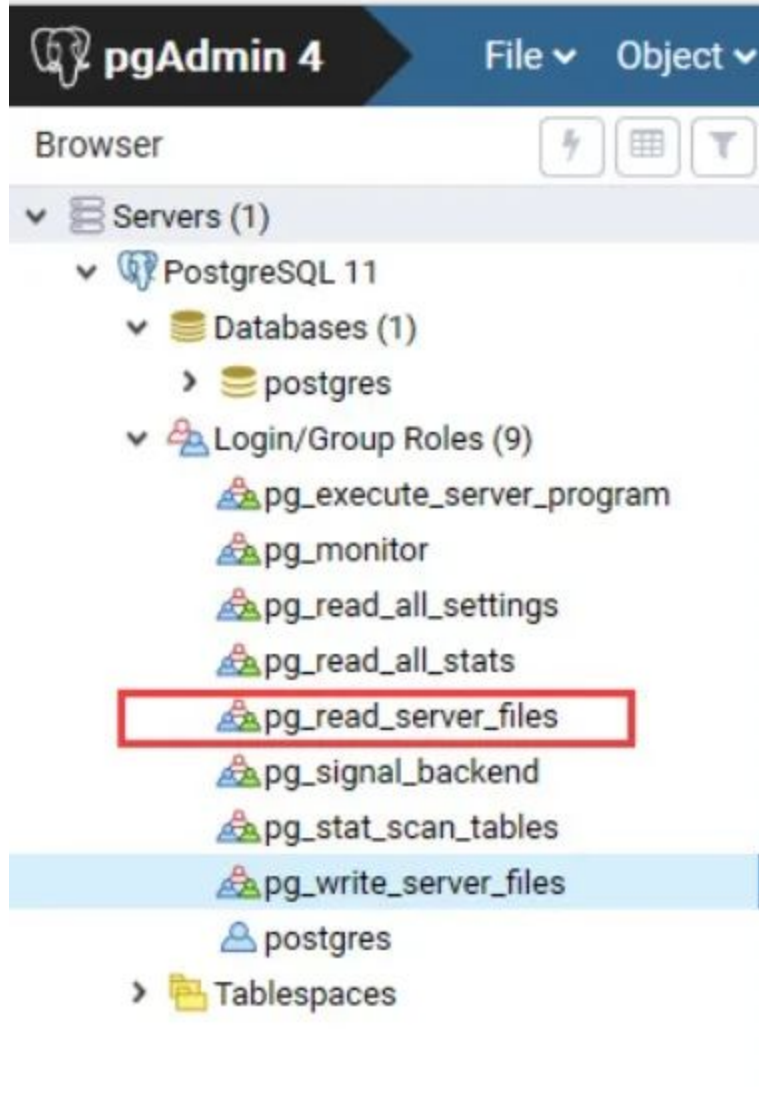 pgAdmin 4 File Object
Browser
Servers (1)
PostgreSQL 11
Databases (1)
postgres
Login/Group Roles (9)
pg_execute_server_program
pg_monitor
pg_read_all_settings
pg_read_all_stats
pg_read_server_files
pg_signal_backend
pg_stat_scan_tables
pg_write_server_files
postgres
Tablespaces